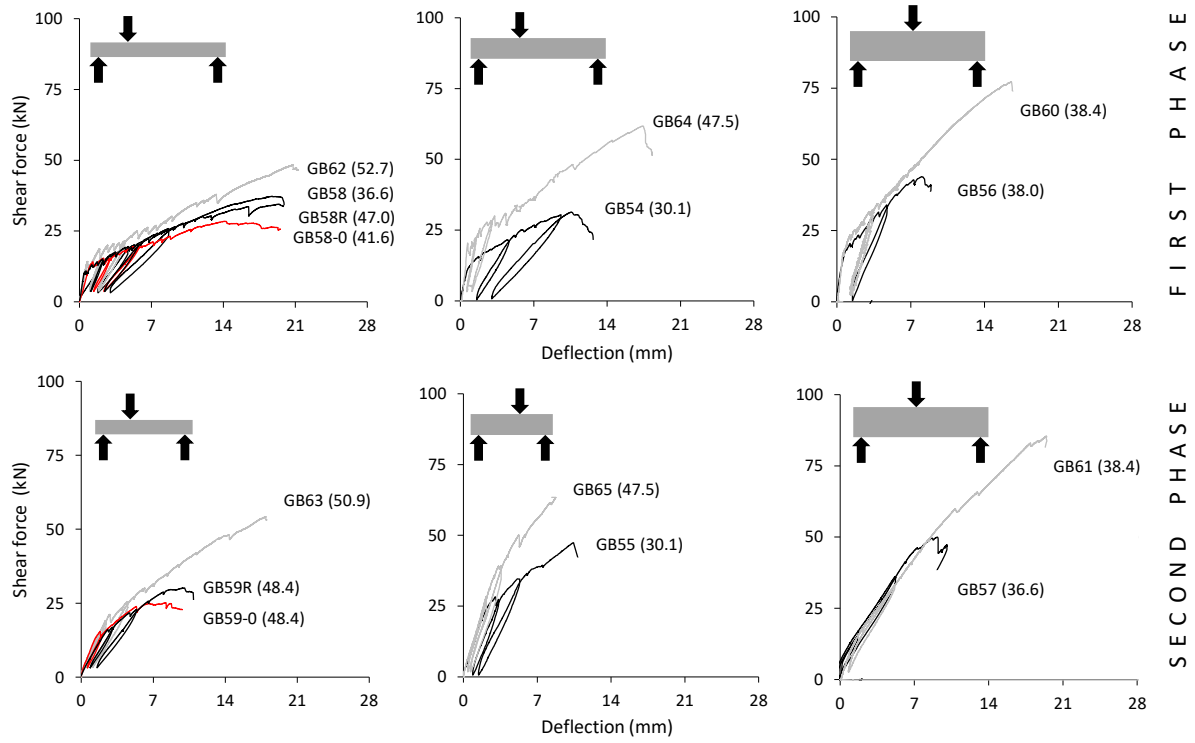 100
75
50
25
0
Shear force (kN)
GB62 (52.7)
GB58 (36.6)
GB58R (47.0)
GB58-0 (41.6)
0 7 14 21 28
100
75
50
25
0
GB64 (47.5)
GB54 (30.1)
0 7 14 21 28
Deflection (mm)
100
75
50
25
0
GB60 (38.4)
GB56 (38.0)
0 7 14 21 28
FIRST PHASE
100
75
50
25
0
Shear force (kN)
GB63 (50.9)
GB59R (48.4)
GB59-0 (48.4)
0 7 14 21 28
100
75
50
25
0
GB65 (47.5)
GB55 (30.1)
0 7 14 21 28
Deflection (mm)
100
75
50
25
0
GB61 (38.4)
GB57 (36.6)
0 7 14 21 28
SECOND PHASE